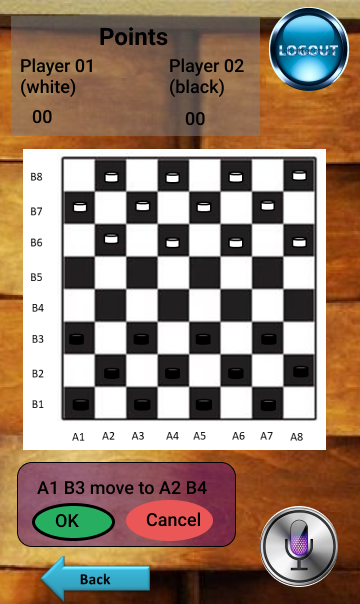 Points
LOGOUT
Player 01
(white)
Player 02
(black)
00
00
B8
B7
B6
B5
B4
B3
B2
B1
A1 A2 A3 A4 A5 A6 A7 A8
A1 B3 move to A2 B4
OK
Cancel
Back